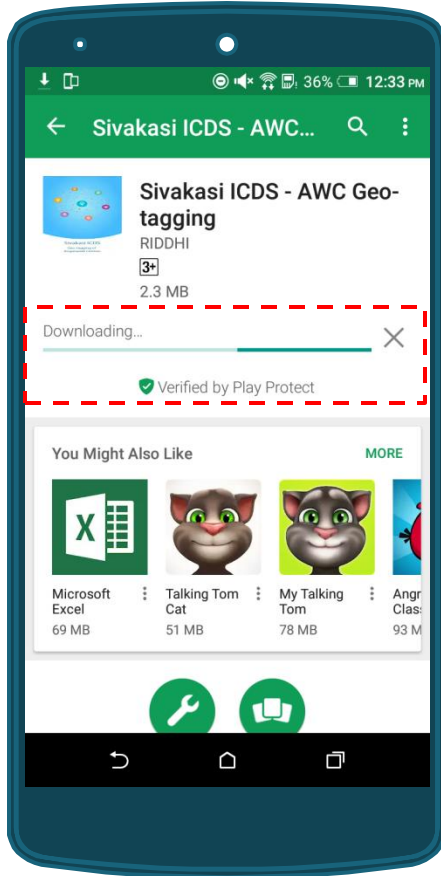 36% 12:33 PM
Sivakasi ICDS - AWC...
Sivakasi ICDS - AWC Geo-
tagging
RIDDHI
3+
2.3 MB
Downloading...
Verified by Play Protect
You Might Also Like
MORE
Microsoft
Excel
69 MB
Talking Tom
Cat
51 MB
My Talking
Tom
78 MB
Angr
Clas
93 M